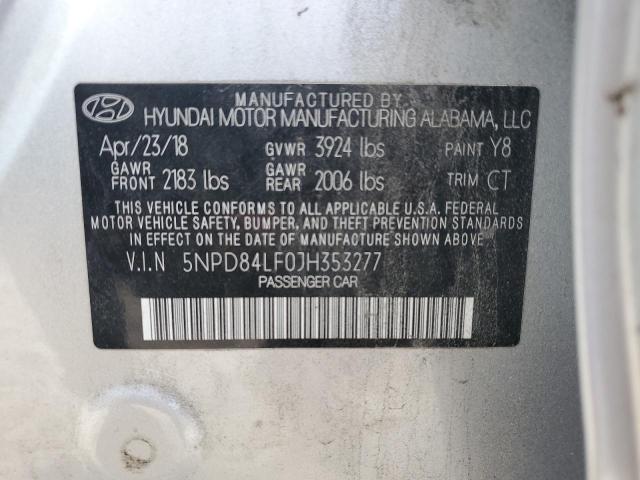 MANUFACTURED BY
HYUNDAI MOTOR MANUFACTURING ALABAMA, LLC
Apr/23/18 GVWR 3924 lbs PAINT Y8
GAWR FRONT 2183 lbs GAWR REAR 2006 lbs TRIM CT
THIS VEHICLE CONFORMS TO ALL APPLICABLE U.S.A. FEDERAL
MOTOR VEHICLE SAFETY, BUMPER, AND THEFT PREVENTION STANDARDS
IN EFFECT ON THE DATE OF MANUFACTURE SHOWN ABOVE.
V.I.N 5NPD84LF0JH353277
PASSENGER CAR